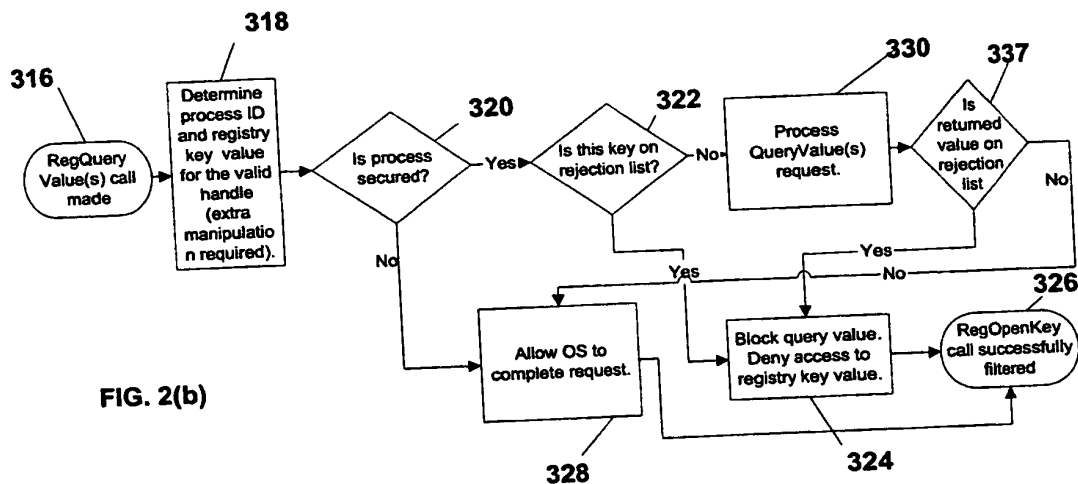 316
RegQuery
Value(s) call
made
318
Determine
process ID
and registry
key value
for the valid
handle
(extra
manipulatio
n required).
320
Is process
secured?
Yes
No
322
Is this key on
rejection list?
No
Yes
330
Process
QueryValue(s)
request.
337
Is
returned
value on
rejection
list
No
Yes
No
328
Allow OS to
complete request.
324
Block query value.
Deny access to
registry key value.
326
RegOpenKey
call successfully
filtered
FIG. 2(b)